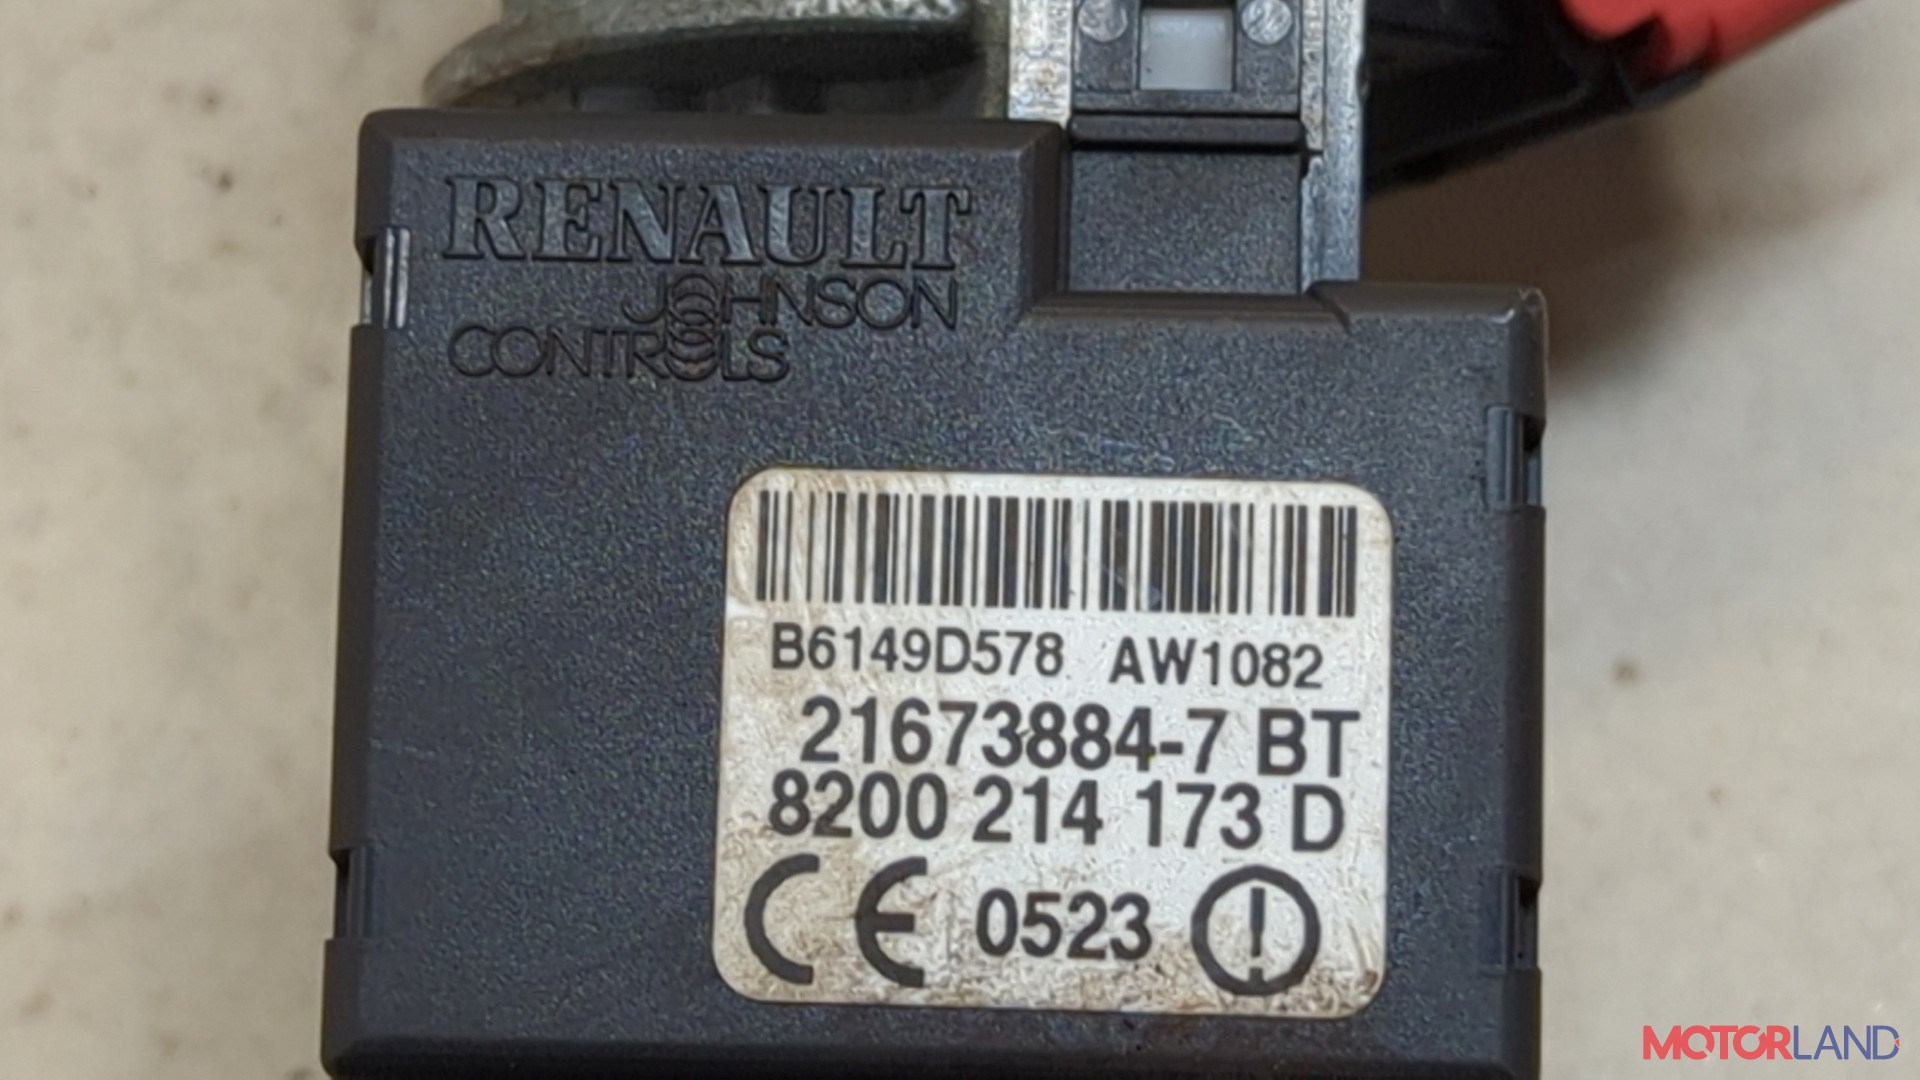 RENAULT
JOHNSON
CONTROLS
B6149D578 AW1082
21673884-7 BT
8200 214 173 D
CE 0523 !
MOTORLAND